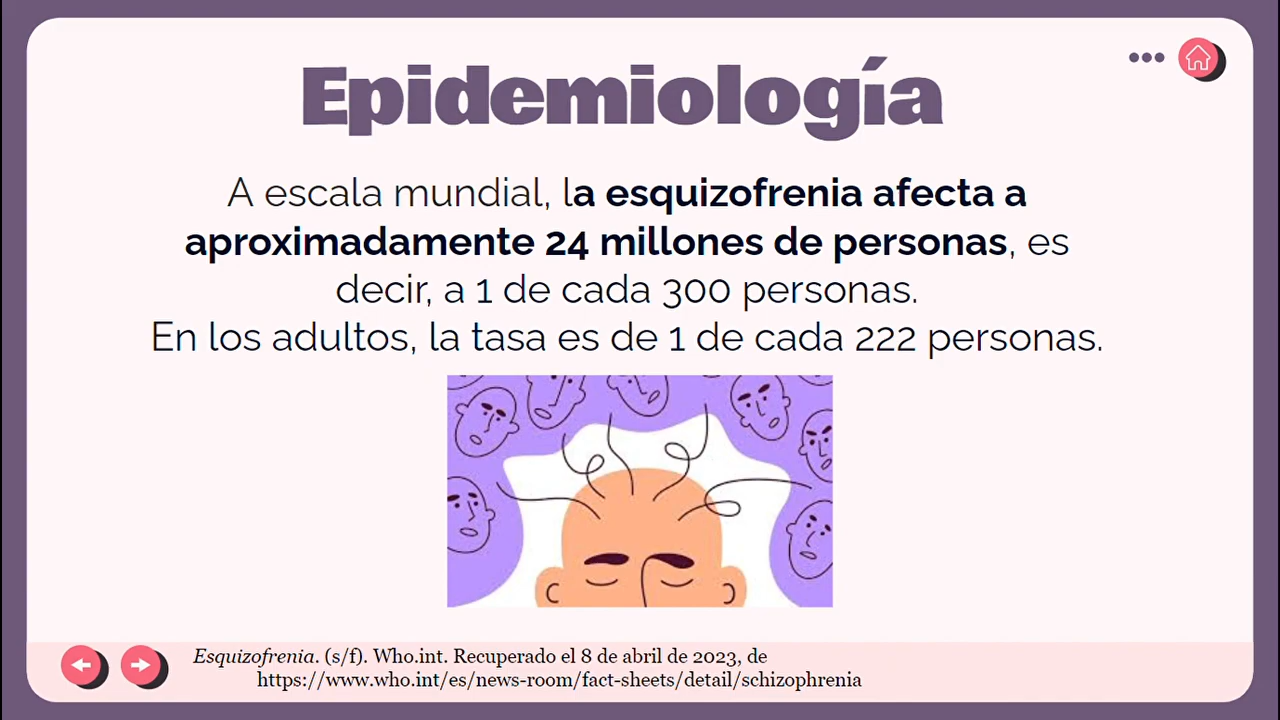 Epidemiología
A escala mundial, la esquizofrenia afecta a
aproximadamente 24 millones de personas, es
decir, a 1 de cada 300 personas.
En los adultos, la tasa es de 1 de cada 222 personas.
Esquizofrenia. (s/f). Who.int. Recuperado el 8 de abril de 2023, de
https://www.who.int/es/news-room/fact-sheets/detail/schizophrenia